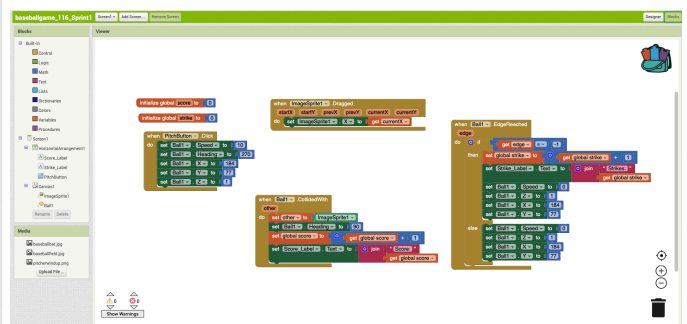 baseballgame_116_Sprint1
Screen1
Add Screen ...
Remove Screen
Designer
Blocks
Blocks
Viewer
Built-in
Control
Logic
Math
Text
Lists
Dictionaries
Colors
Variables
Procedures
Screen1
HorizontalArrangement1
Score_Label
Strike_Label
PitchButton
Canvas1
ImageSprite1
Ball1
Rename
Delete
Media
baseballbat.jpg
baseballfield.jpg
pitcherwindup.png
Upload File ...
initialize global score to 0
initialize global strike to 0
when PitchButton .Click
do set Ball1 . Speed to 10
set Ball1 . Heading to 270
set Ball1 . X to 184
set Ball1 . Y to 77
set Ball1 . Z to 1
when ImageSprite1 .Dragged
startX startY prevX prevY currentX currentY
do set ImageSprite1 . X to get currentX
when Ball1 .CollidedWith
other
do set other to ImageSprite1
set Ball1 . Heading to 90
set global score to get global score + 1
set Score_Label . Text to join " Score: "
get global score
when Ball1 .EdgeReached
edge
do if get edge = -1
then set global strike to get global strike + 1
set Strike_Label . Text to join " Strikes: "
get global strike
set Ball1 . Speed to 0
set Ball1 . Z to 1
set Ball1 . X to 184
set Ball1 . Y to 77
else set Ball1 . Speed to 0
set Ball1 . Z to 1
set Ball1 . X to 184
set Ball1 . Y to 77
0
0
Show Warnings